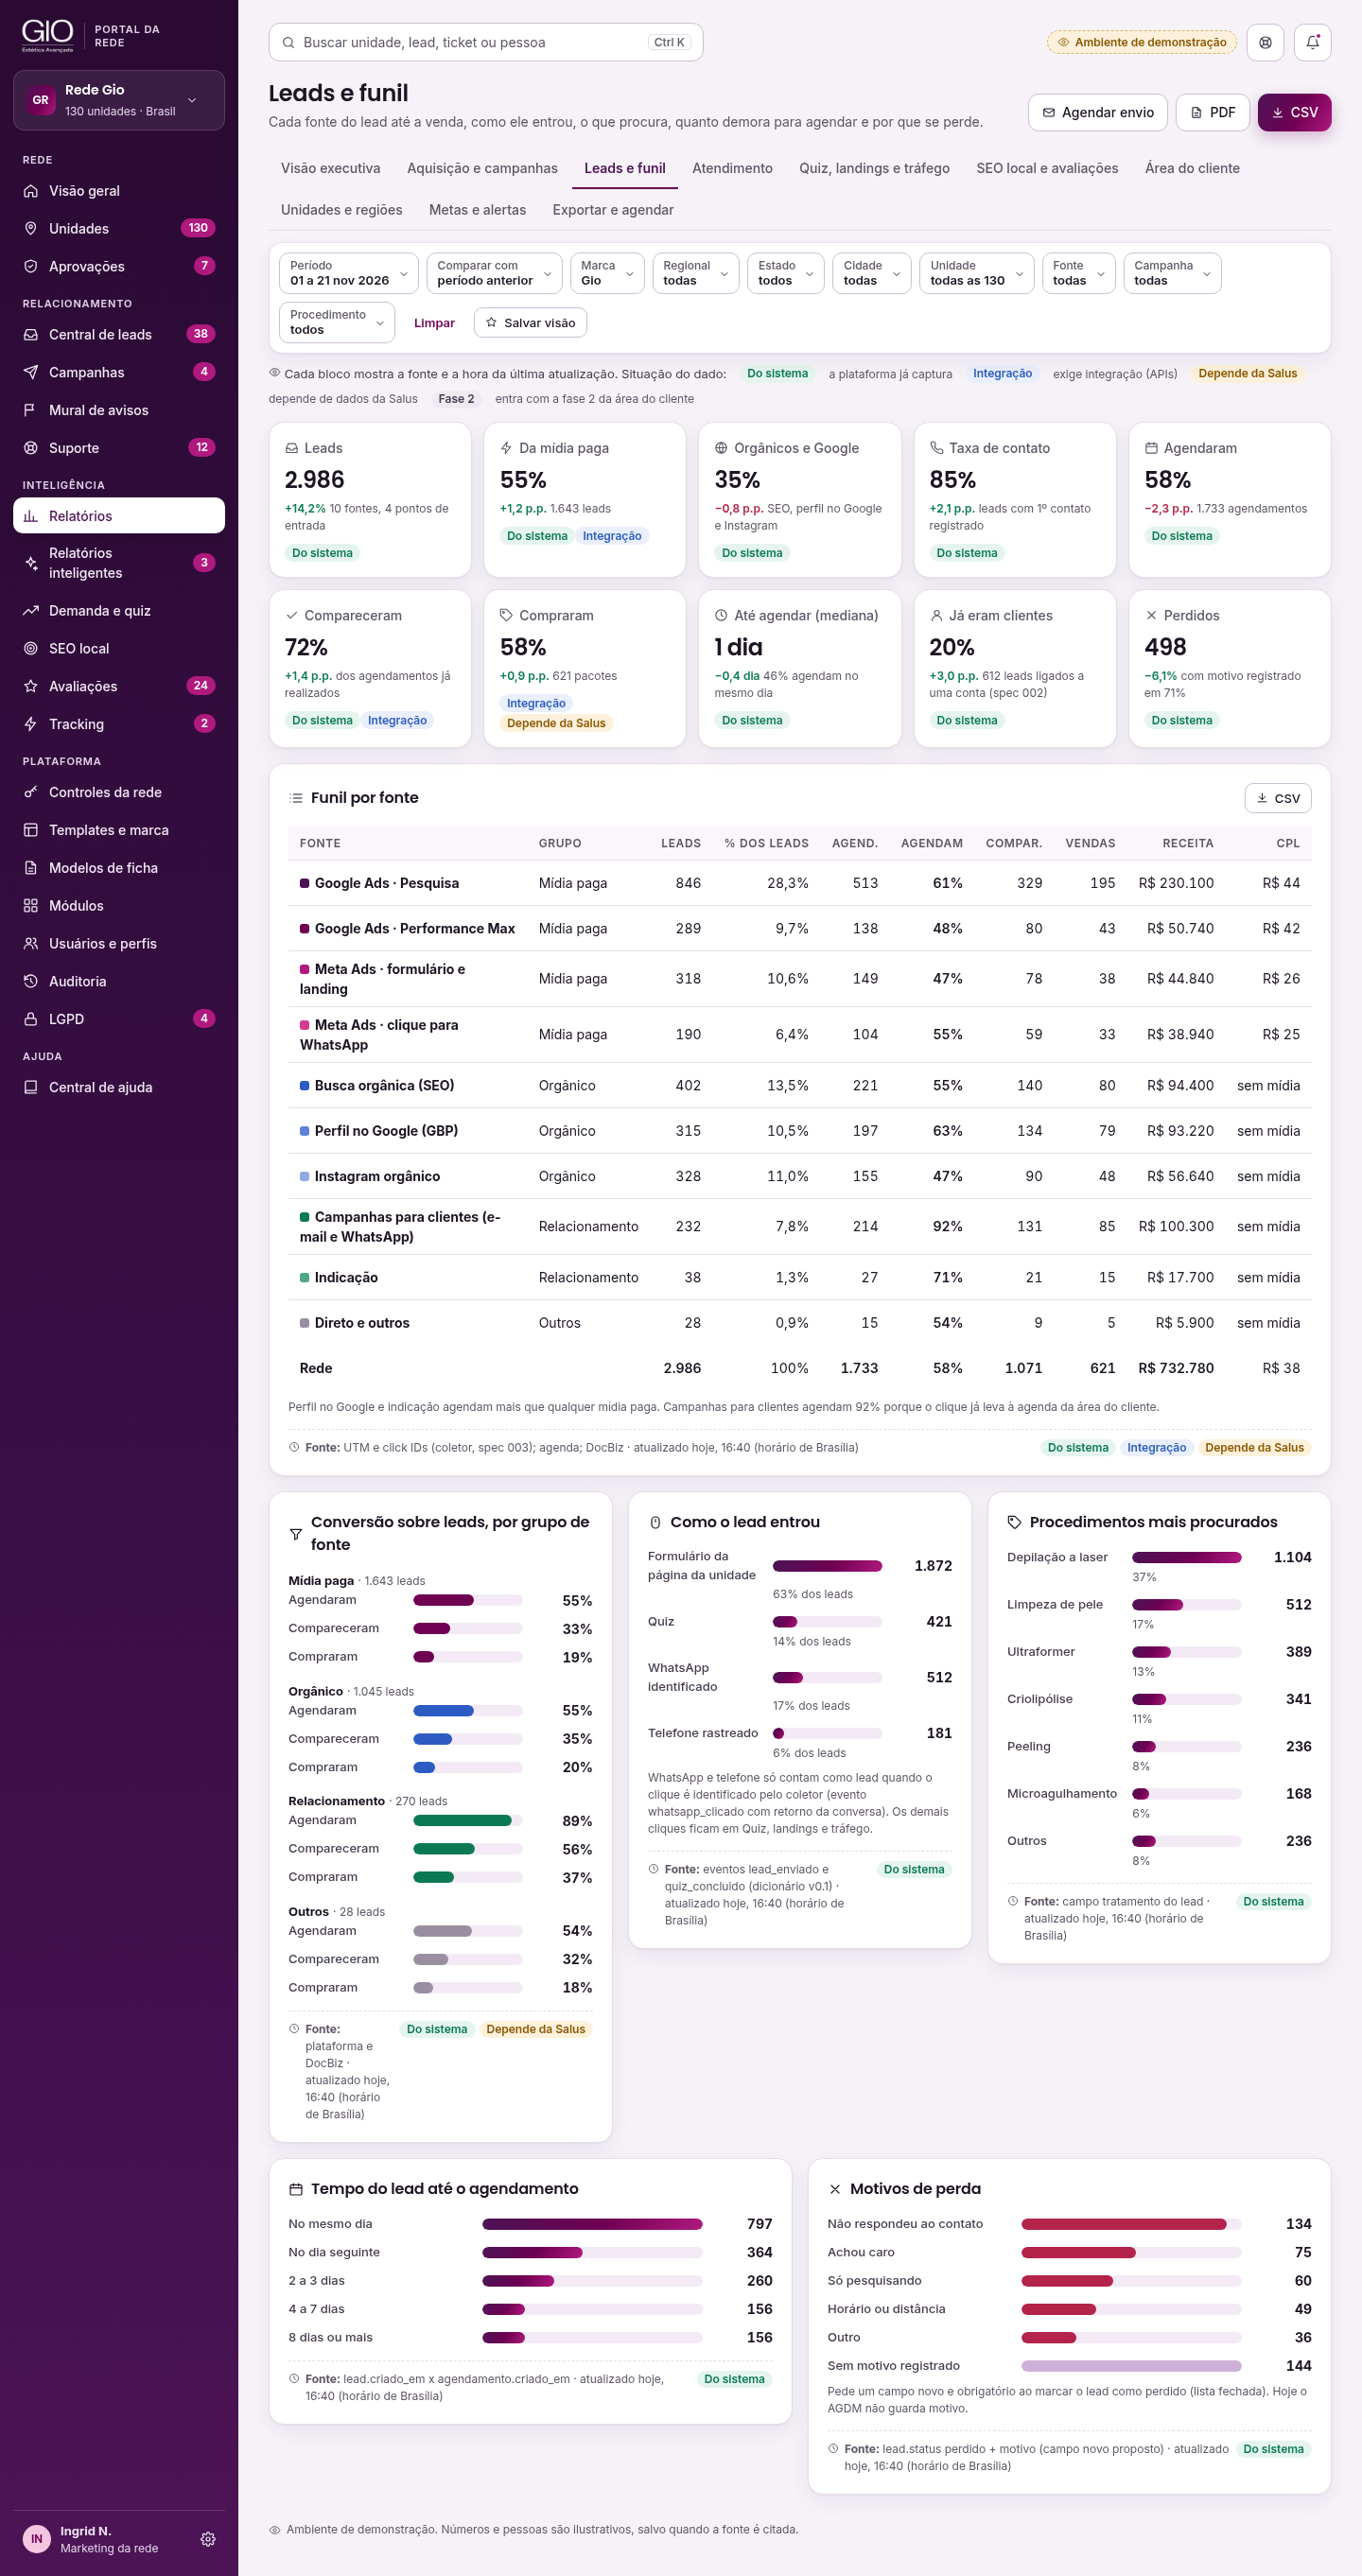 GIO
Estética Avançada
PORTAL DA
REDE
GR
Rede Gio
130 unidades · Brasil
REDE
Visão geral
Unidades 130
Aprovações 7
RELACIONAMENTO
Central de leads 38
Campanhas 4
Mural de avisos
Suporte 12
INTELIGÊNCIA
Relatórios
Relatórios
inteligentes 3
Demanda e quiz
SEO local
Avaliações 24
Tracking 2
PLATAFORMA
Controles da rede
Templates e marca
Modelos de ficha
Módulos
Usuários e perfis
Auditoria
LGPD 4
AJUDA
Central de ajuda
IN
Ingrid N.
Marketing da rede
Buscar unidade, lead, ticket ou pessoa Ctrl K
Ambiente de demonstração
Leads e funil
Cada fonte do lead até a venda, como ele entrou, o que procura, quanto demora para agendar e por que se perde.
Agendar envio PDF CSV
Visão executiva Aquisição e campanhas Leads e funil Atendimento Quiz, landings e tráfego SEO local e avaliações Área do cliente
Unidades e regiões Metas e alertas Exportar e agendar
Período Comparar com Marca Regional Estado Cidade Unidade Fonte Campanha
01 a 21 nov 2026 período anterior Gio todas todos todas todas as 130 todas todas
Procedimento
todos
Limpar Salvar visão
Cada bloco mostra a fonte e a hora da última atualização. Situação do dado: Do sistema a plataforma já captura Integração exige integração (APIs) Depende da Salus
depende de dados da Salus Fase 2 entra com a fase 2 da área do cliente
Leads
2.986
+14,2% 10 fontes, 4 pontos de
entrada
Do sistema
Da mídia paga
55%
+1,2 p.p. 1.643 leads
Do sistema Integração
Orgânicos e Google
35%
−0,8 p.p. SEO, perfil no Google
e Instagram
Do sistema
Taxa de contato
85%
+2,1 p.p. leads com 1º contato
registrado
Do sistema
Agendaram
58%
−2,3 p.p. 1.733 agendamentos
Do sistema
Compareceram
72%
+1,4 p.p. dos agendamentos já
realizados
Do sistema Integração
Compraram
58%
+0,9 p.p. 621 pacotes
Integração
Depende da Salus
Até agendar (mediana)
1 dia
−0,4 dia 46% agendam no
mesmo dia
Do sistema
Já eram clientes
20%
+3,0 p.p. 612 leads ligados a
uma conta (spec 002)
Do sistema
Perdidos
498
−6,1% com motivo registrado
em 71%
Do sistema
Funil por fonte CSV
FONTE GRUPO LEADS % DOS LEADS AGEND. AGENDAM COMPAR. VENDAS RECEITA CPL
Google Ads · Pesquisa Mídia paga 846 28,3% 513 61% 329 195 R$ 230.100 R$ 44
Google Ads · Performance Max Mídia paga 289 9,7% 138 48% 80 43 R$ 50.740 R$ 42
Meta Ads · formulário e
landing Mídia paga 318 10,6% 149 47% 78 38 R$ 44.840 R$ 26
Meta Ads · clique para
WhatsApp Mídia paga 190 6,4% 104 55% 59 33 R$ 38.940 R$ 25
Busca orgânica (SEO) Orgânico 402 13,5% 221 55% 140 80 R$ 94.400 sem mídia
Perfil no Google (GBP) Orgânico 315 10,5% 197 63% 134 79 R$ 93.220 sem mídia
Instagram orgânico Orgânico 328 11,0% 155 47% 90 48 R$ 56.640 sem mídia
Campanhas para clientes (e-
mail e WhatsApp) Relacionamento 232 7,8% 214 92% 131 85 R$ 100.300 sem mídia
Indicação Relacionamento 38 1,3% 27 71% 21 15 R$ 17.700 sem mídia
Direto e outros Outros 28 0,9% 15 54% 9 5 R$ 5.900 sem mídia
Rede 2.986 100% 1.733 58% 1.071 621 R$ 732.780 R$ 38
Perfil no Google e indicação agendam mais que qualquer mídia paga. Campanhas para clientes agendam 92% porque o clique já leva à agenda da área do cliente.
Fonte: UTM e click IDs (coletor, spec 003); agenda; DocBiz · atualizado hoje, 16:40 (horário de Brasília) Do sistema Integração Depende da Salus
Conversão sobre leads, por grupo de
fonte
Mídia paga · 1.643 leads
Agendaram 55%
Compareceram 33%
Compraram 19%
Orgânico · 1.045 leads
Agendaram 55%
Compareceram 35%
Compraram 20%
Relacionamento · 270 leads
Agendaram 89%
Compareceram 56%
Compraram 37%
Outros · 28 leads
Agendaram 54%
Compareceram 32%
Compraram 18%
Fonte:
plataforma e
DocBiz ·
atualizado hoje,
16:40 (horário
de Brasília)
Do sistema Depende da Salus
Como o lead entrou
Formulário da
página da unidade 1.872
63% dos leads
Quiz 421
14% dos leads
WhatsApp
identificado 512
17% dos leads
Telefone rastreado 181
6% dos leads
WhatsApp e telefone só contam como lead quando o
clique é identificado pelo coletor (evento
whatsapp_clicado com retorno da conversa). Os demais
cliques ficam em Quiz, landings e tráfego.
Fonte: eventos lead_enviado e
quiz_concluido (dicionário v0.1) ·
atualizado hoje, 16:40 (horário de
Brasília)
Do sistema
Procedimentos mais procurados
Depilação a laser 1.104
37%
Limpeza de pele 512
17%
Ultraformer 389
13%
Criolipólise 341
11%
Peeling 236
8%
Microagulhamento 168
6%
Outros 236
8%
Fonte: campo tratamento do lead ·
atualizado hoje, 16:40 (horário de
Brasília)
Do sistema
Tempo do lead até o agendamento
No mesmo dia 797
No dia seguinte 364
2 a 3 dias 260
4 a 7 dias 156
8 dias ou mais 156
Fonte: lead.criado_em x agendamento.criado_em · atualizado hoje,
16:40 (horário de Brasília)
Do sistema
Motivos de perda
Não respondeu ao contato 134
Achou caro 75
Só pesquisando 60
Horário ou distância 49
Outro 36
Sem motivo registrado 144
Pede um campo novo e obrigatório ao marcar o lead como perdido (lista fechada). Hoje o
AGDM não guarda motivo.
Fonte: lead.status perdido + motivo (campo novo proposto) · atualizado
hoje, 16:40 (horário de Brasília)
Do sistema
Ambiente de demonstração. Números e pessoas são ilustrativos, salvo quando a fonte é citada.